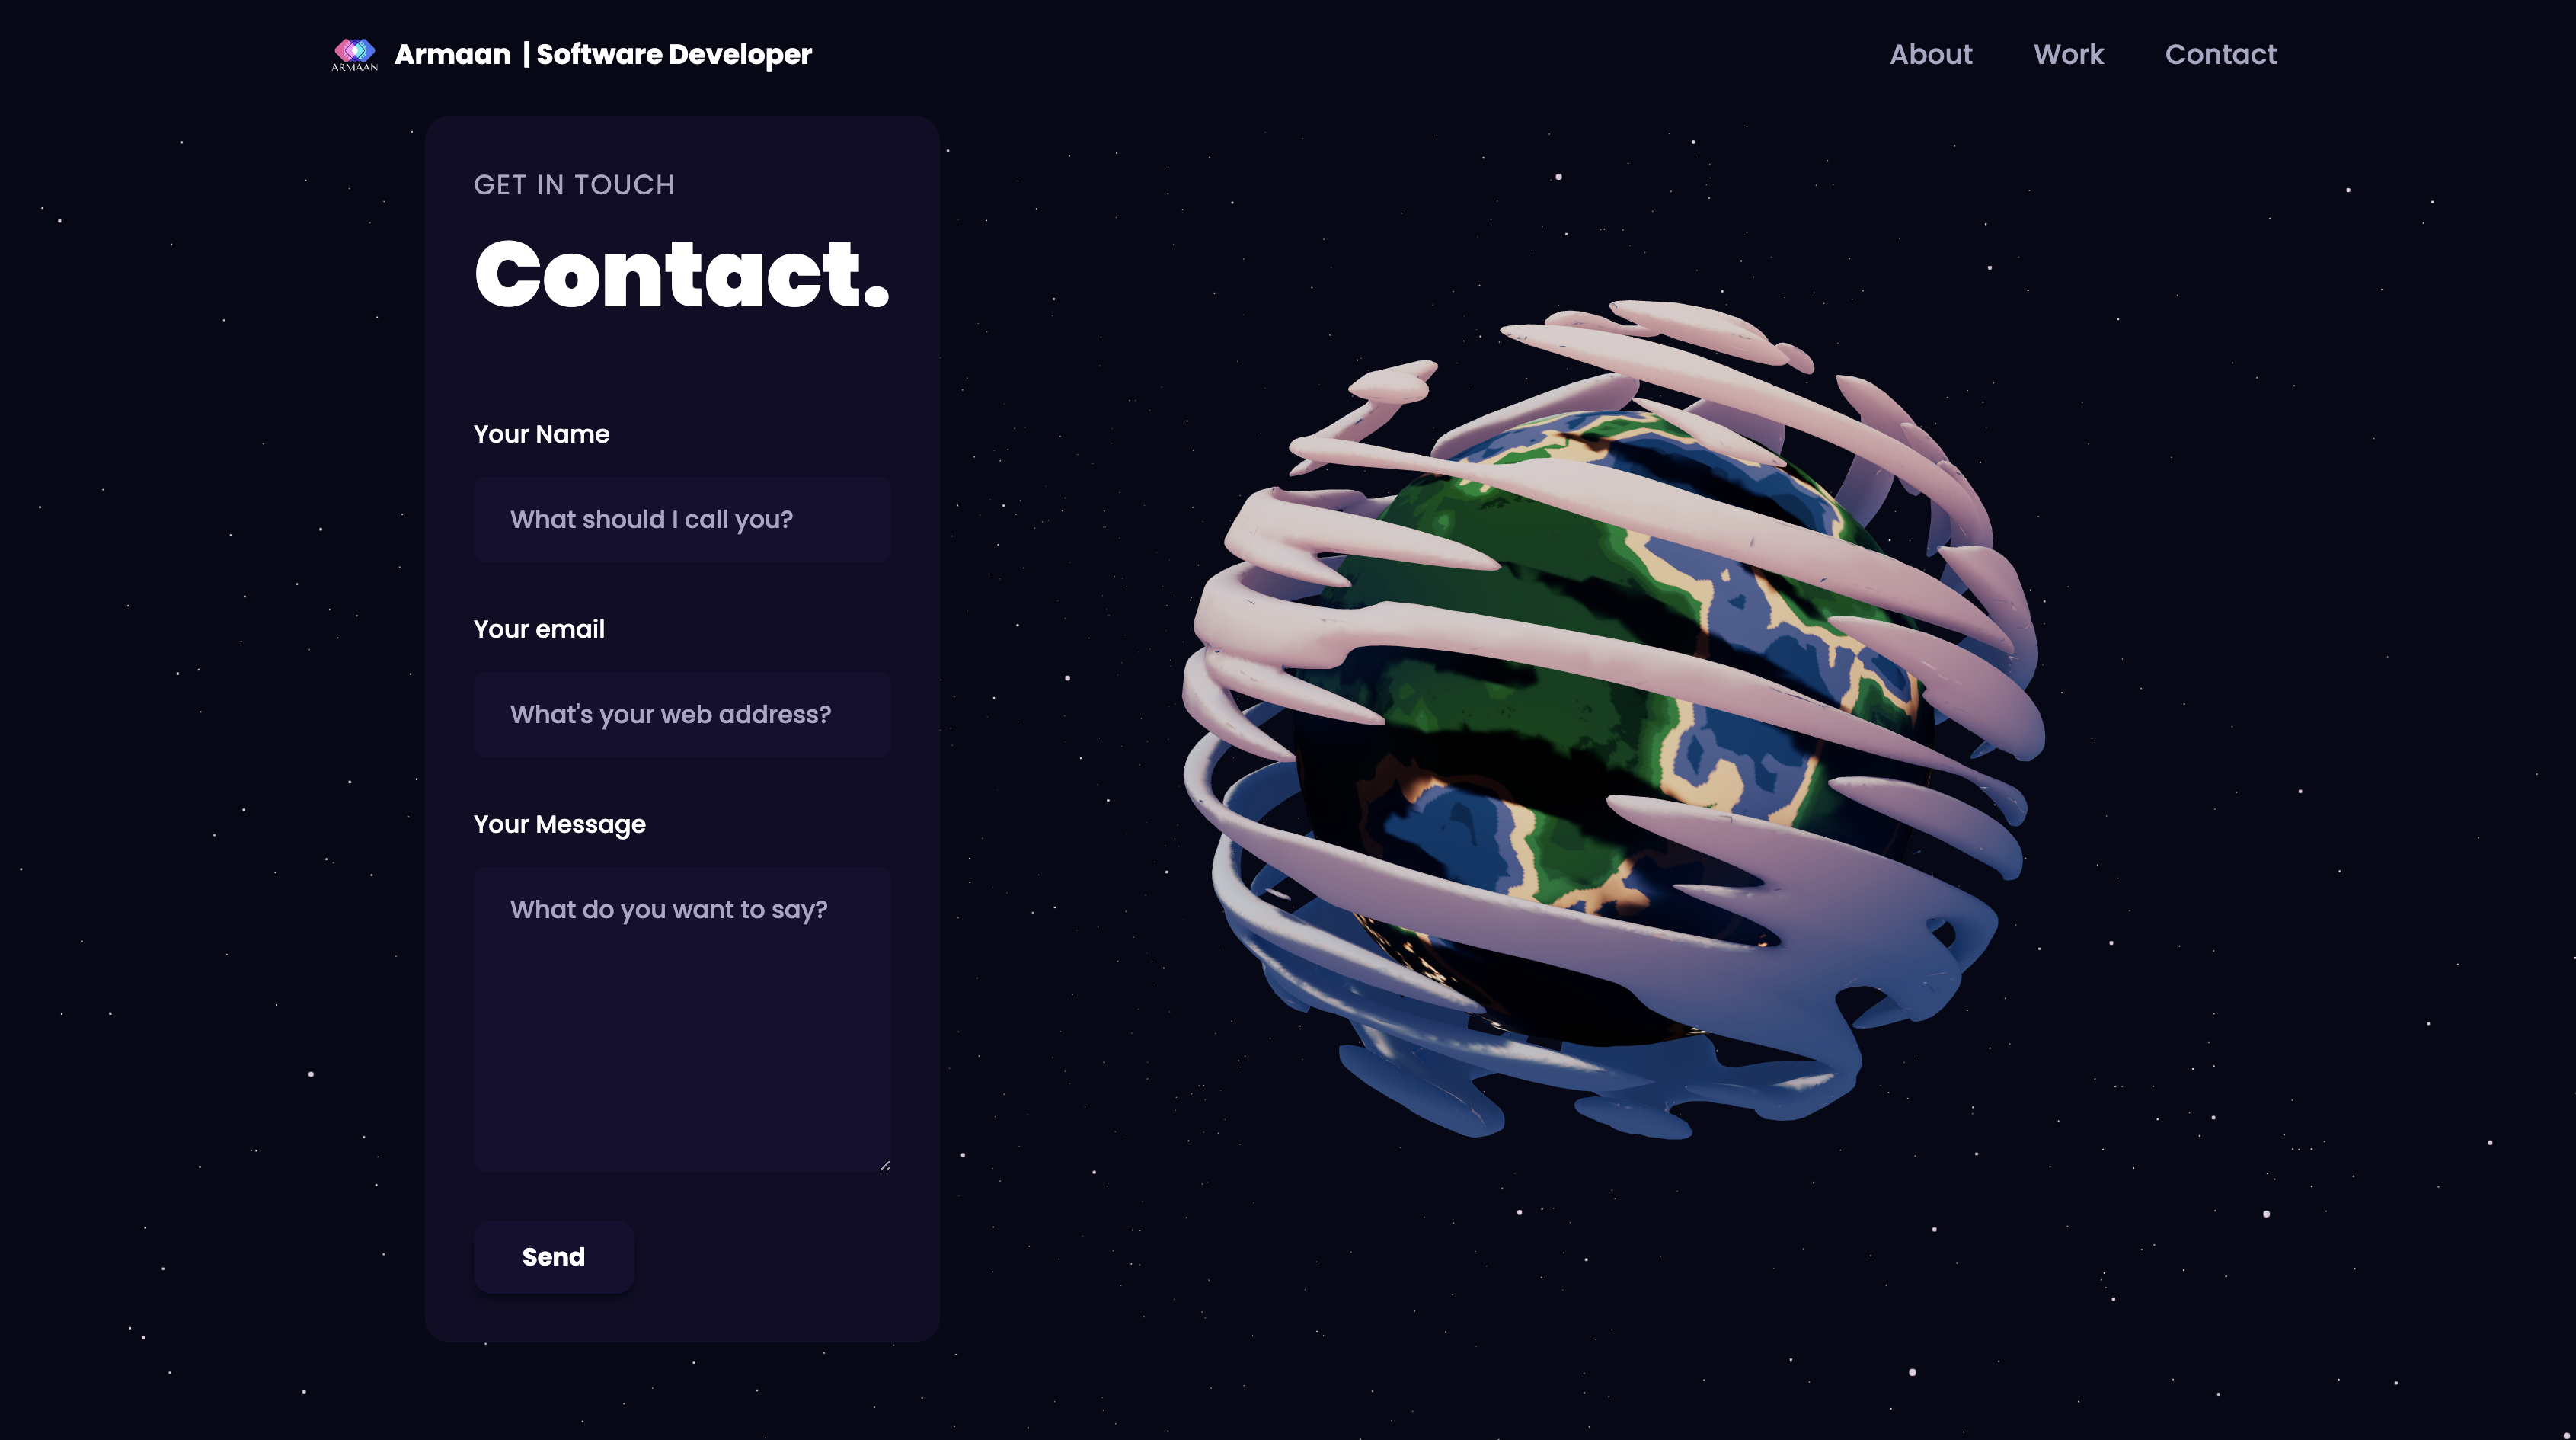 ARMAAN
Armaan | Software Developer
About
Work
Contact
GET IN TOUCH
Contact.
Your Name
What should I call you?
Your email
What's your web address?
Your Message
What do you want to say?
Send